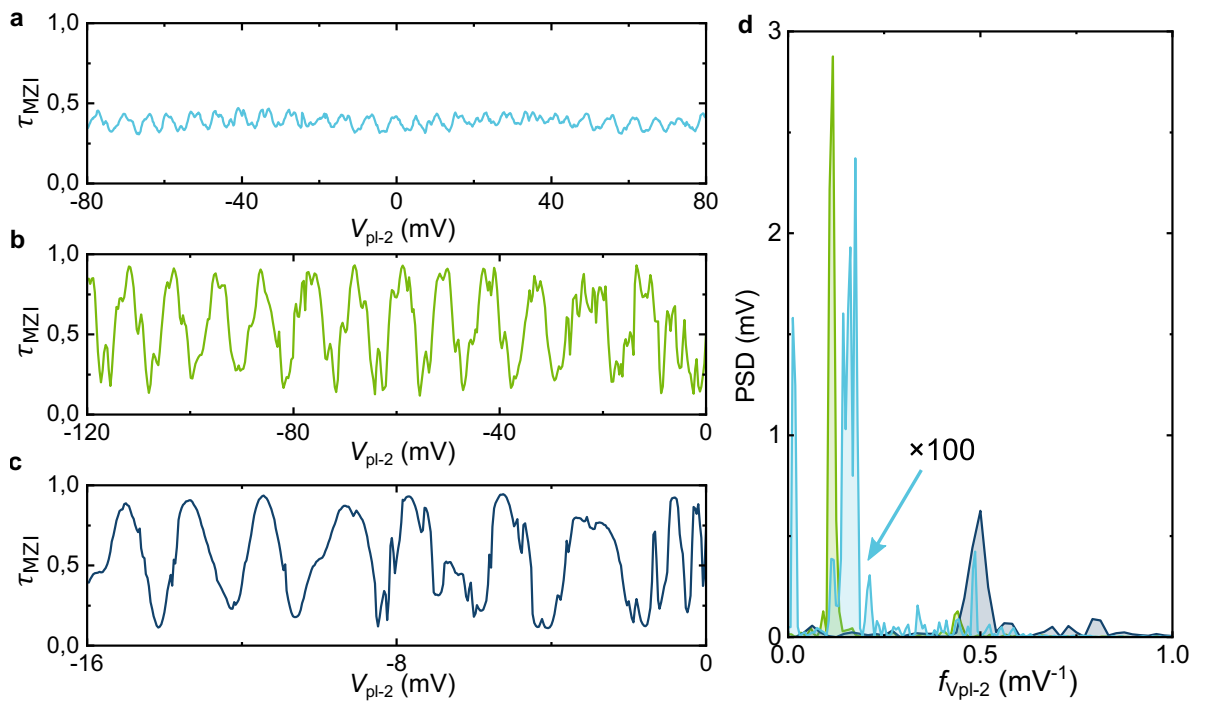 a
1,0
0,5
0,0
τMZI
-80 -40 0 40 80
Vpl-2 (mV)
b
1,0
0,5
0,0
τMZI
-120 -80 -40 0
Vpl-2 (mV)
c
1,0
0,5
0,0
τMZI
-16 -8 0
Vpl-2 (mV)
d
3
2
1
0
PSD (mV)
×100
0.0 0.5 1.0
fVpl-2 (mV-1)